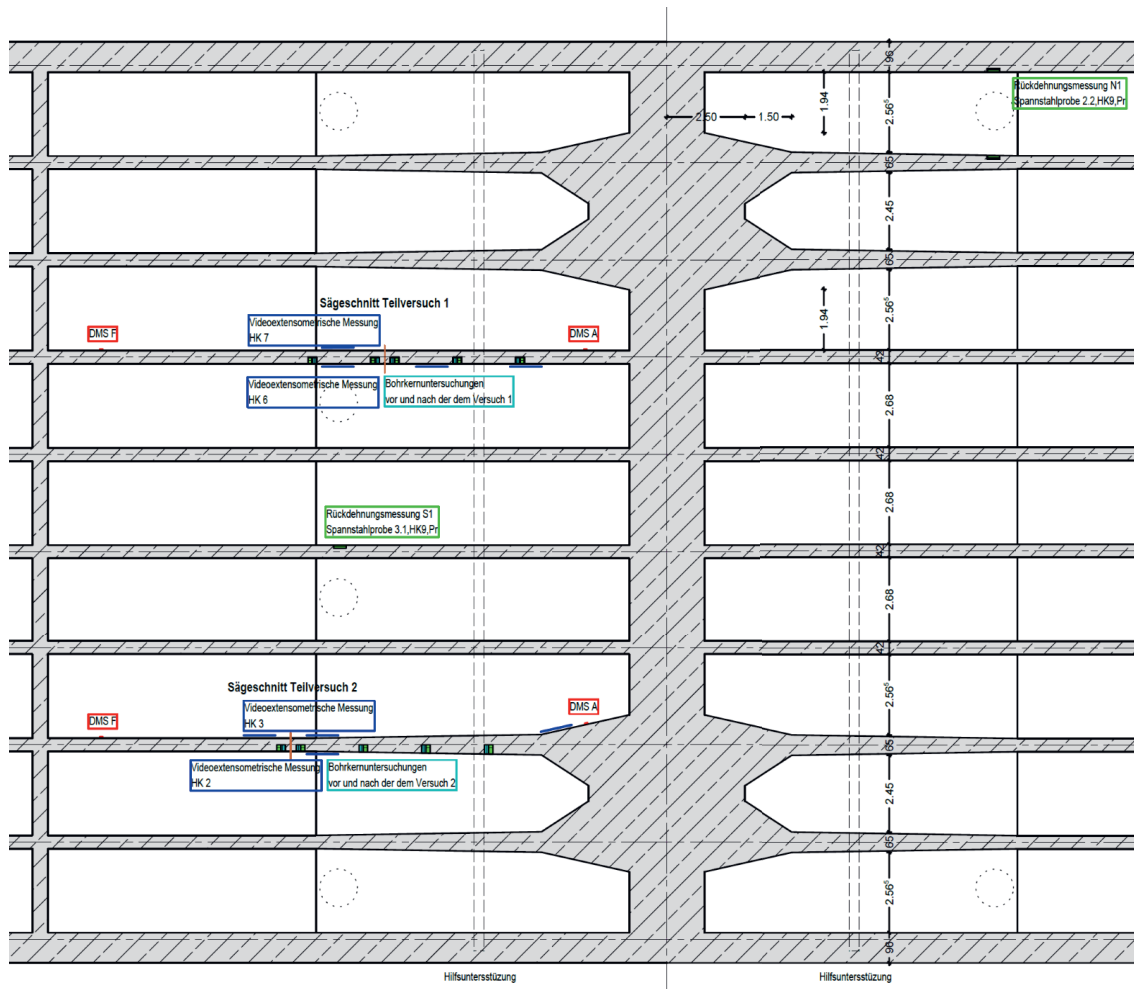 96
Rückdehnungsmessung N1
Spannstahlprobe 2.2,HK9,Pr
1.94
2.56⁵
2.50
1.50
65
2.45
65
Sägeschnitt Teilversuch 1
Videoextensometrische Messung
HK 7
DMS F
DMS A
1.94
2.56⁵
42
Videoextensometrische Messung
HK 6
Bohrkernuntersuchungen
vor und nach der dem Versuch 1
2.68
42
Rückdehnungsmessung S1
Spannstahlprobe 3.1,HK9,Pr
2.68
42
2.68
42
Sägeschnitt Teilversuch 2
Videoextensometrische Messung
HK 3
DMS F
DMS A
2.56⁵
65
Videoextensometrische Messung
HK 2
Bohrkernuntersuchungen
vor und nach der dem Versuch 2
2.45
65
2.56⁵
96
Hilfsuntersstüzung
Hilfsuntersstüzung